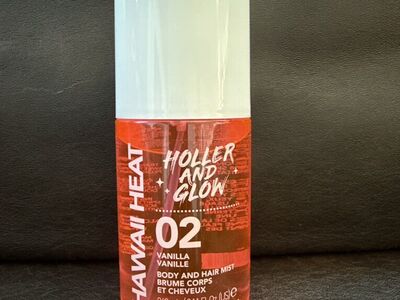 HAWAII HEAT
HOLLER
AND
GLOW
02
VANILLA
VANILLE
BODY AND HAIR MIST
BRUME CORPS
ET CHEVEUX